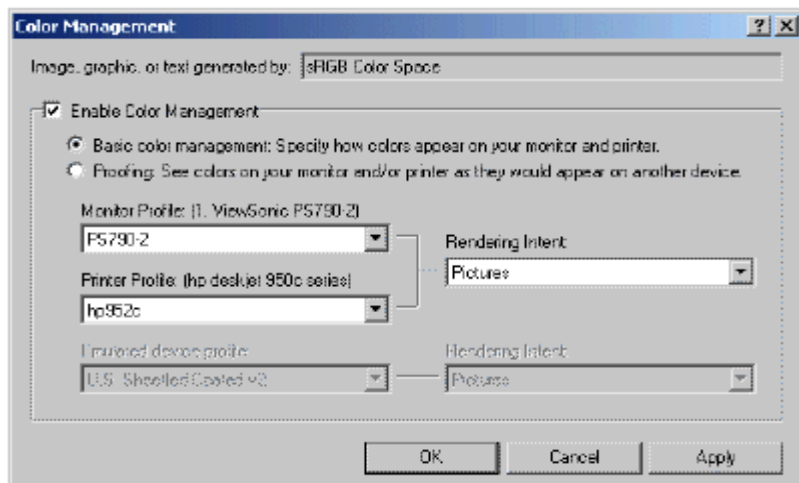 Color Management
Image, graphic, or text generated by: sRGB Color Space
Enable Color Management
Basic color management: Specify how colors appear on your monitor and printer.
Proofing: See colors on your monitor and/or printer as they would appear on another device.
Monitor Profile: (1. ViewSonic PS790-2)
PS790-2
Rendering Intent:
Pictures
Printer Profile: (hp deskjet 950c series)
hp952c
Emulated device profile:
U.S. Sheetfed Coated v2
Rendering Intent:
Pictures
OK Cancel Apply